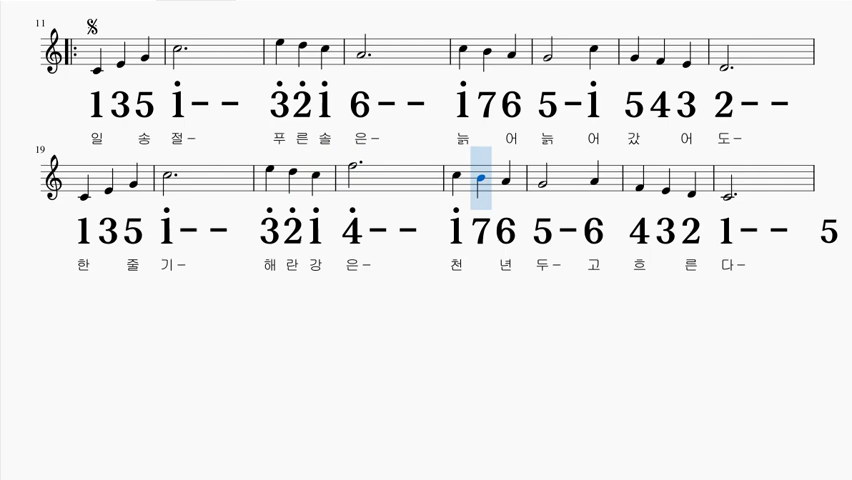 11
135 i-- 321 6-- i76 5-i 543 2--
일 송 절- 푸 른 솔 은- 늙 어 늙 어 갔 어 도-
19
135 i-- 321 4-- i76 5-6 432 1-- 5
한 줄 기- 해 란 강 은- 천 년 두- 고 흐 른 다-